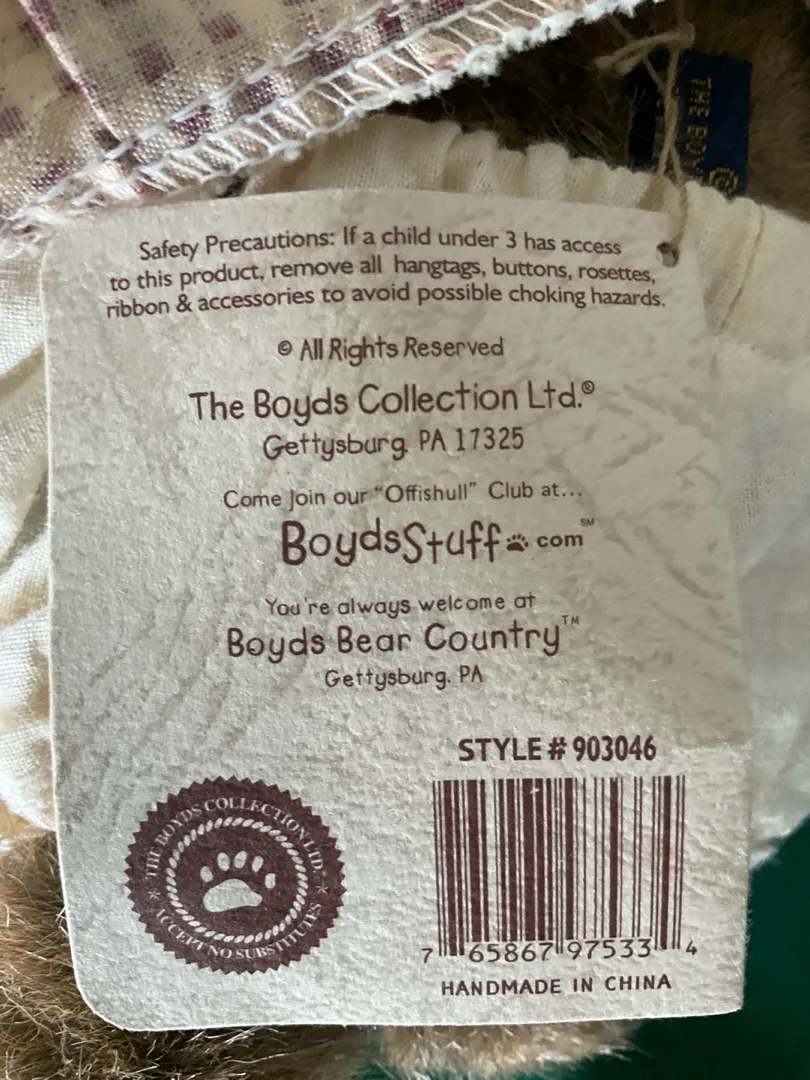 THE BOY
Safety Precautions: If a child under 3 has access
to this product, remove all hangtags, buttons, rosettes,
ribbon & accessories to avoid possible choking hazards.
© All Rights Reserved
The Boyds Collection Ltd.®
Gettysburg, PA 17325
Come Join our "Offishull" Club at...
BoydsStuff.com℠
You're always welcome at
Boyds Bear Country™
Gettysburg, PA
STYLE # 903046
THE BOYDS COLLECTION LTD.
ACCEPT NO SUBSTITUTES
7 65867 97533 4
HANDMADE IN CHINA